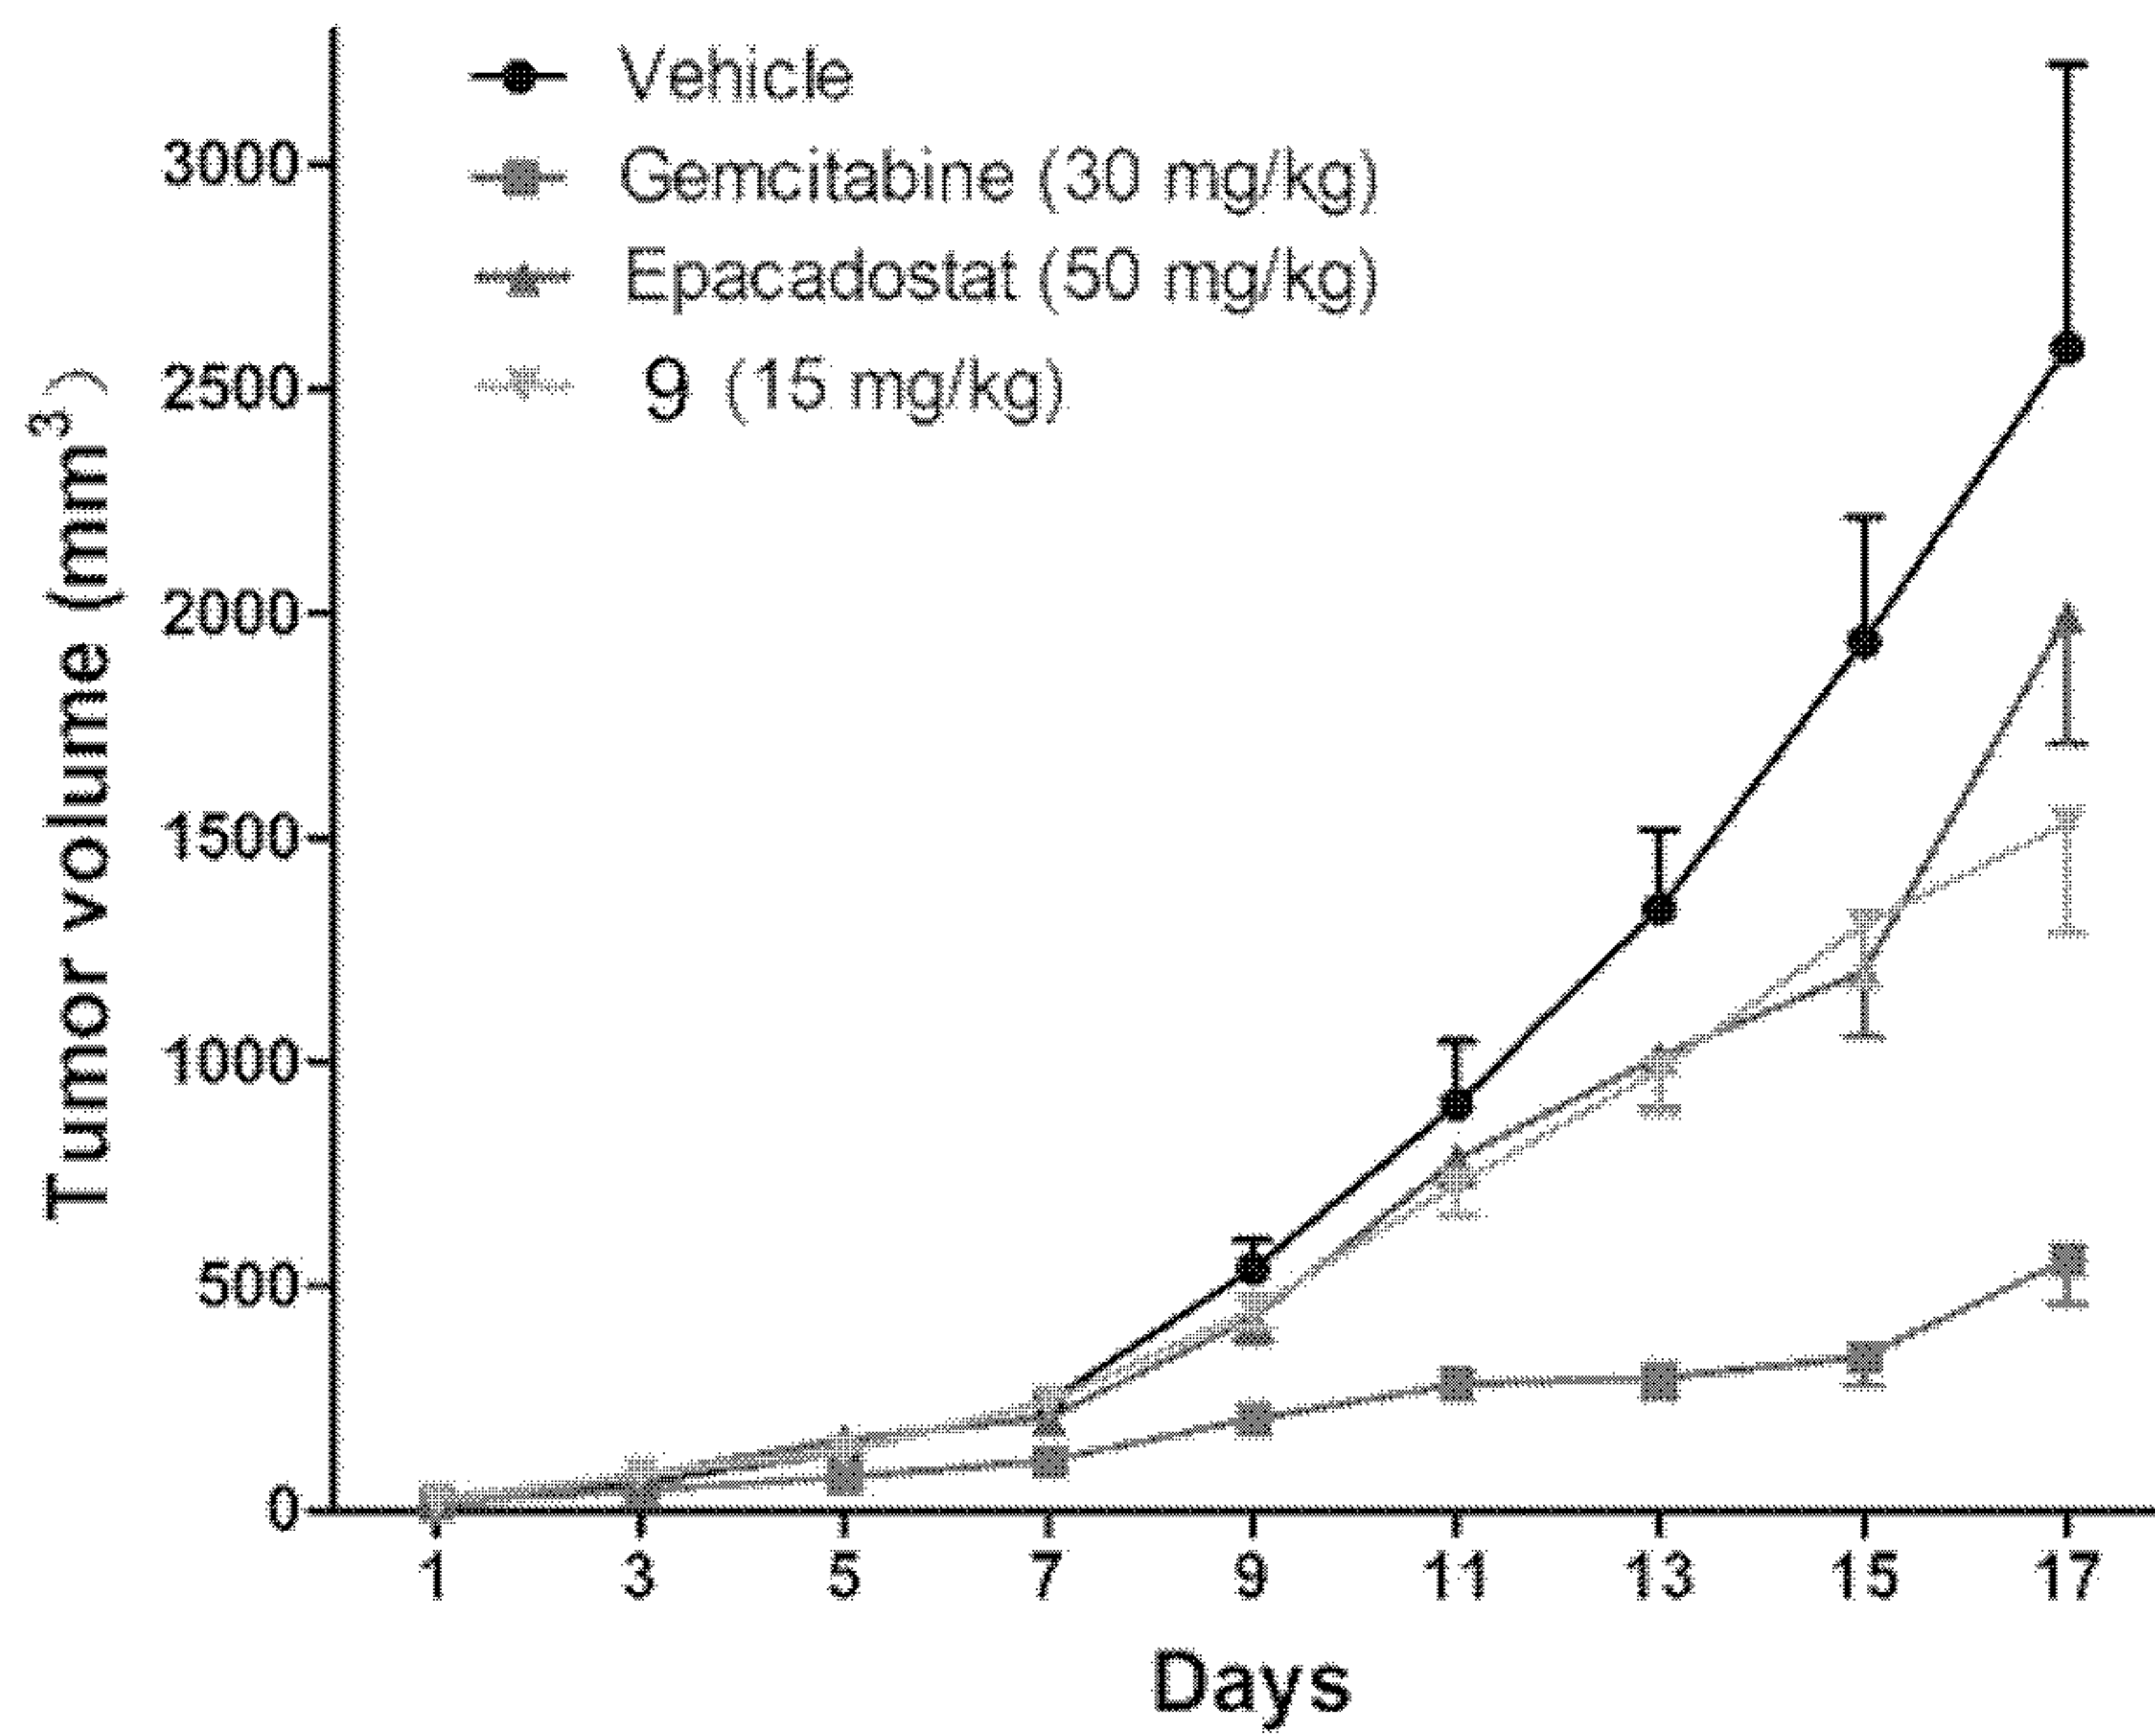 Vehicle
Gemcitabine (30 mg/kg)
Epacadostat (50 mg/kg)
9 (15 mg/kg)
Tumor volume (mm³)
3000
2500
2000
1500
1000
500
0
1 3 5 7 9 11 13 15 17
Days